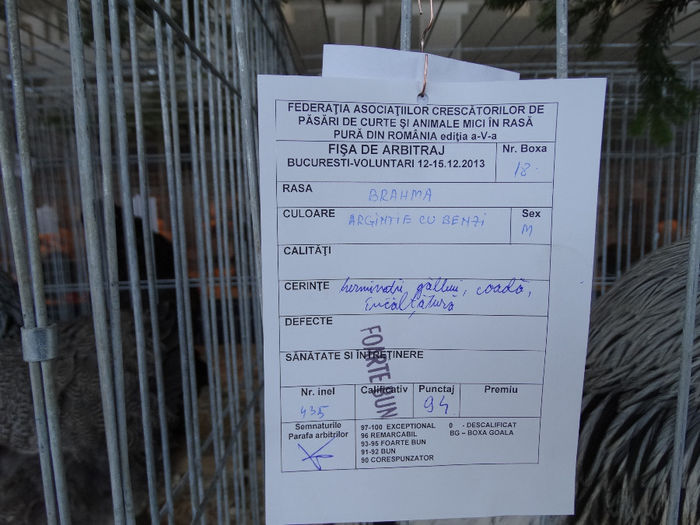 FEDERAȚIA ASOCIAȚIILOR CRESCĂTORILOR DE
PĂSĂRI DE CURTE ȘI ANIMALE MICI ÎN RASĂ
PURĂ DIN ROMÂNIA ediția a-V-a
FIȘA DE ARBITRAJ
BUCURESTI-VOLUNTARI 12-15.12.2013
Nr. Boxa
18.
RASA BRAHMA
CULOARE ARGINTIE CU BENZI
Sex
M
CALITĂȚI
CERINȚE gâtului, coadă,
Încălțătură
DEFECTE
SĂNĂTATE SI ÎNTREȚINERE
FOARTE BUN
Nr. inel Calificativ Punctaj Premiu
435 94
Semnaturile
Parafa arbitrilor
97-100 EXCEPTIONAL 0 - DESCALIFICAT
96 REMARCABIL BG – BOXA GOALA
93-95 FOARTE BUN
91-92 BUN
90 CORESPUNZATOR